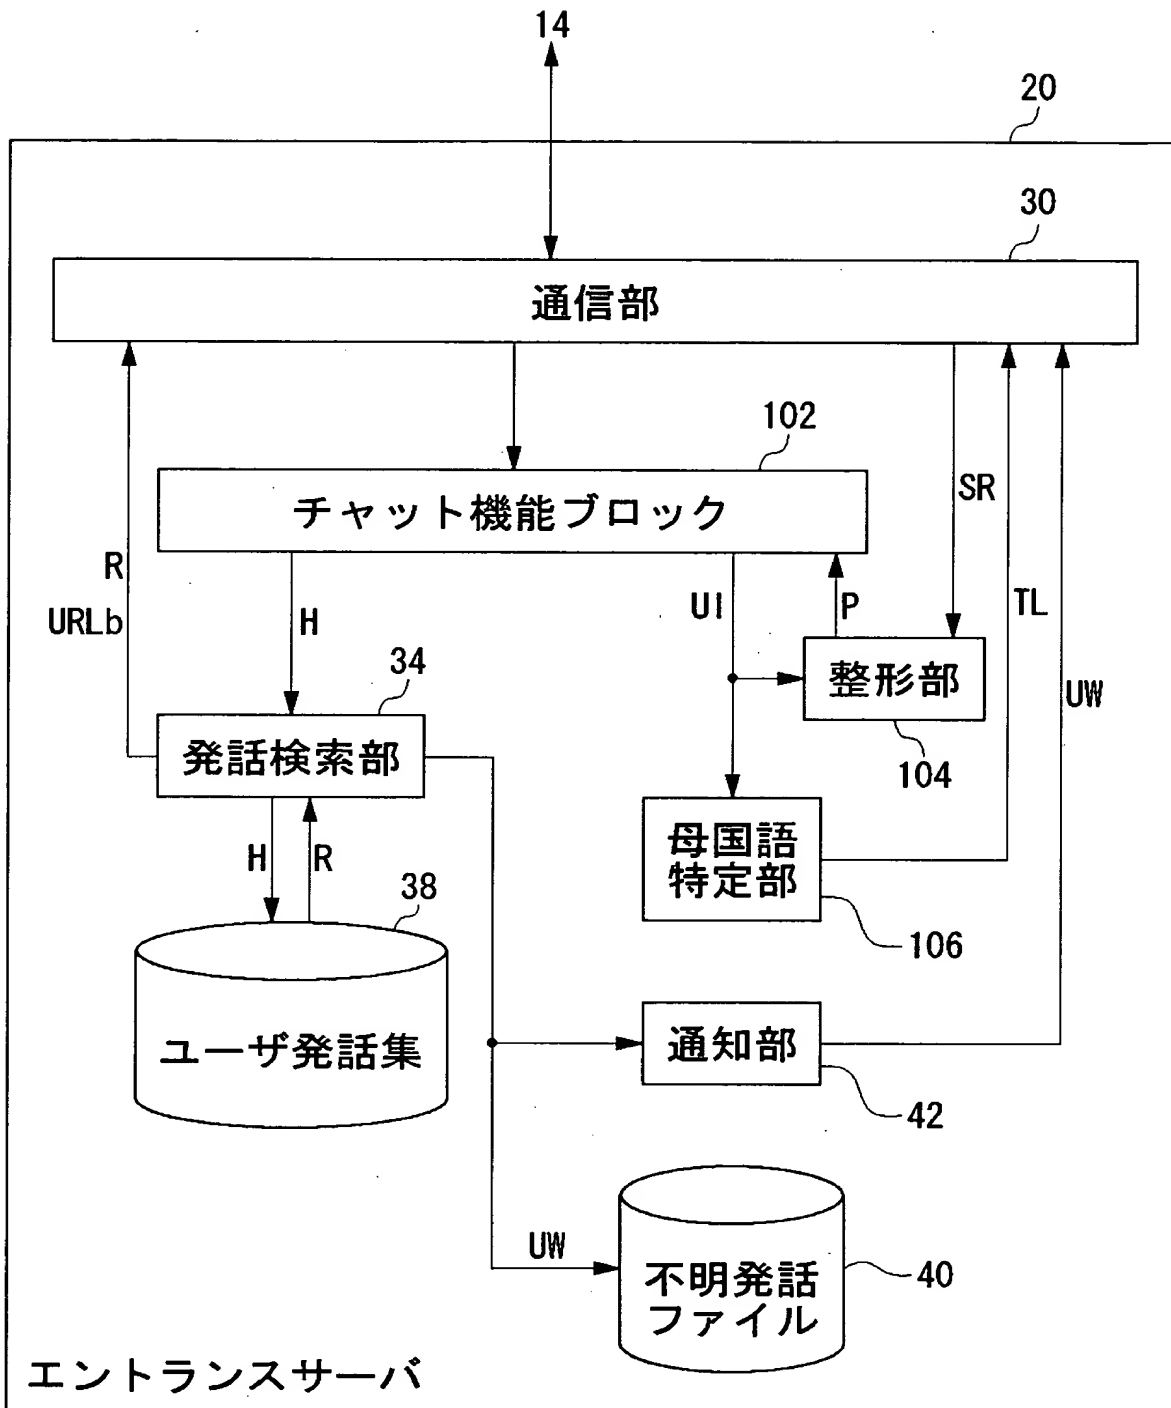 14
20
30
通信部
102
チャット機能ブロック
SR
R
URLb
H
UI
P
TL
34
整形部
UW
発話検索部
104
母国語
特定部
H
R
38
106
ユーザ発話集
通知部
42
UW
不明発話
ファイル
40
エントランスサーバ